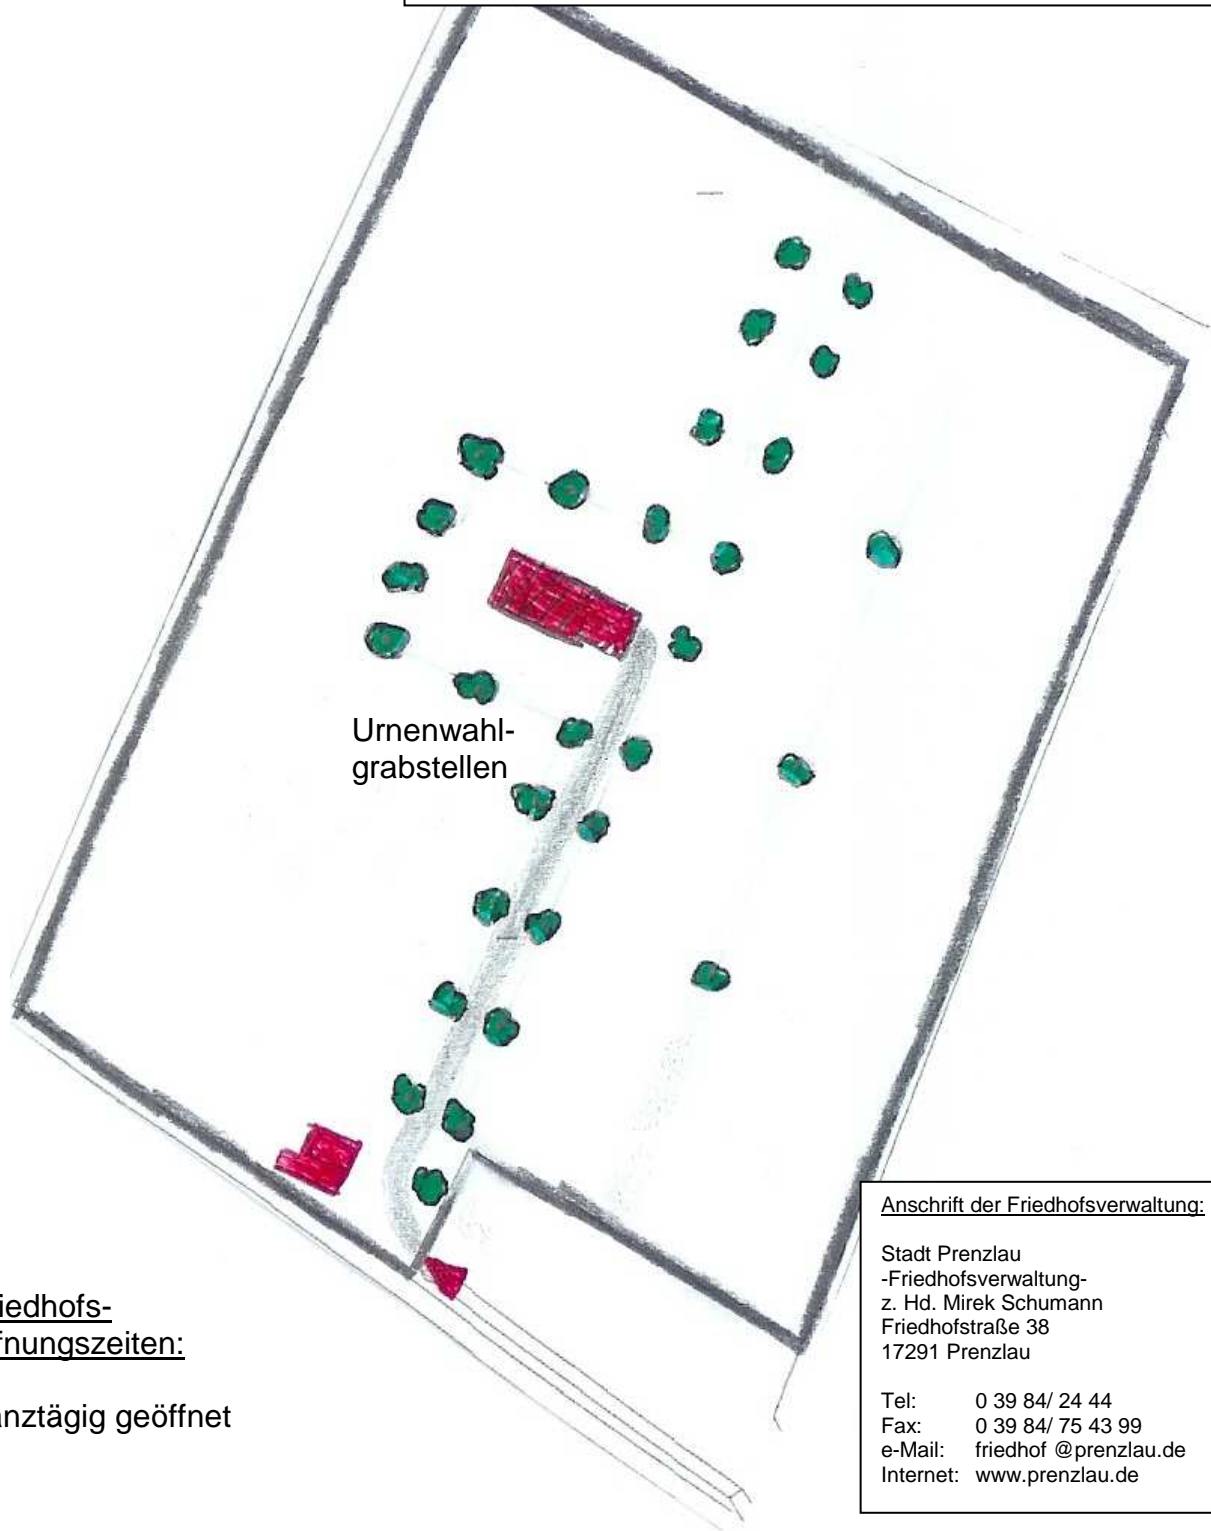 Urnenwahl-
grabstellen
iedhofs-
fnungszeiten:
anztägig geöffnet
Anschrift der Friedhofsverwaltung:
Stadt Prenzlau
-Friedhofsverwaltung-
z. Hd. Mirek Schumann
Friedhofstraße 38
17291 Prenzlau
Tel: 0 39 84/ 24 44
Fax: 0 39 84/ 75 43 99
e-Mail: friedhof @prenzlau.de
Internet: www.prenzlau.de